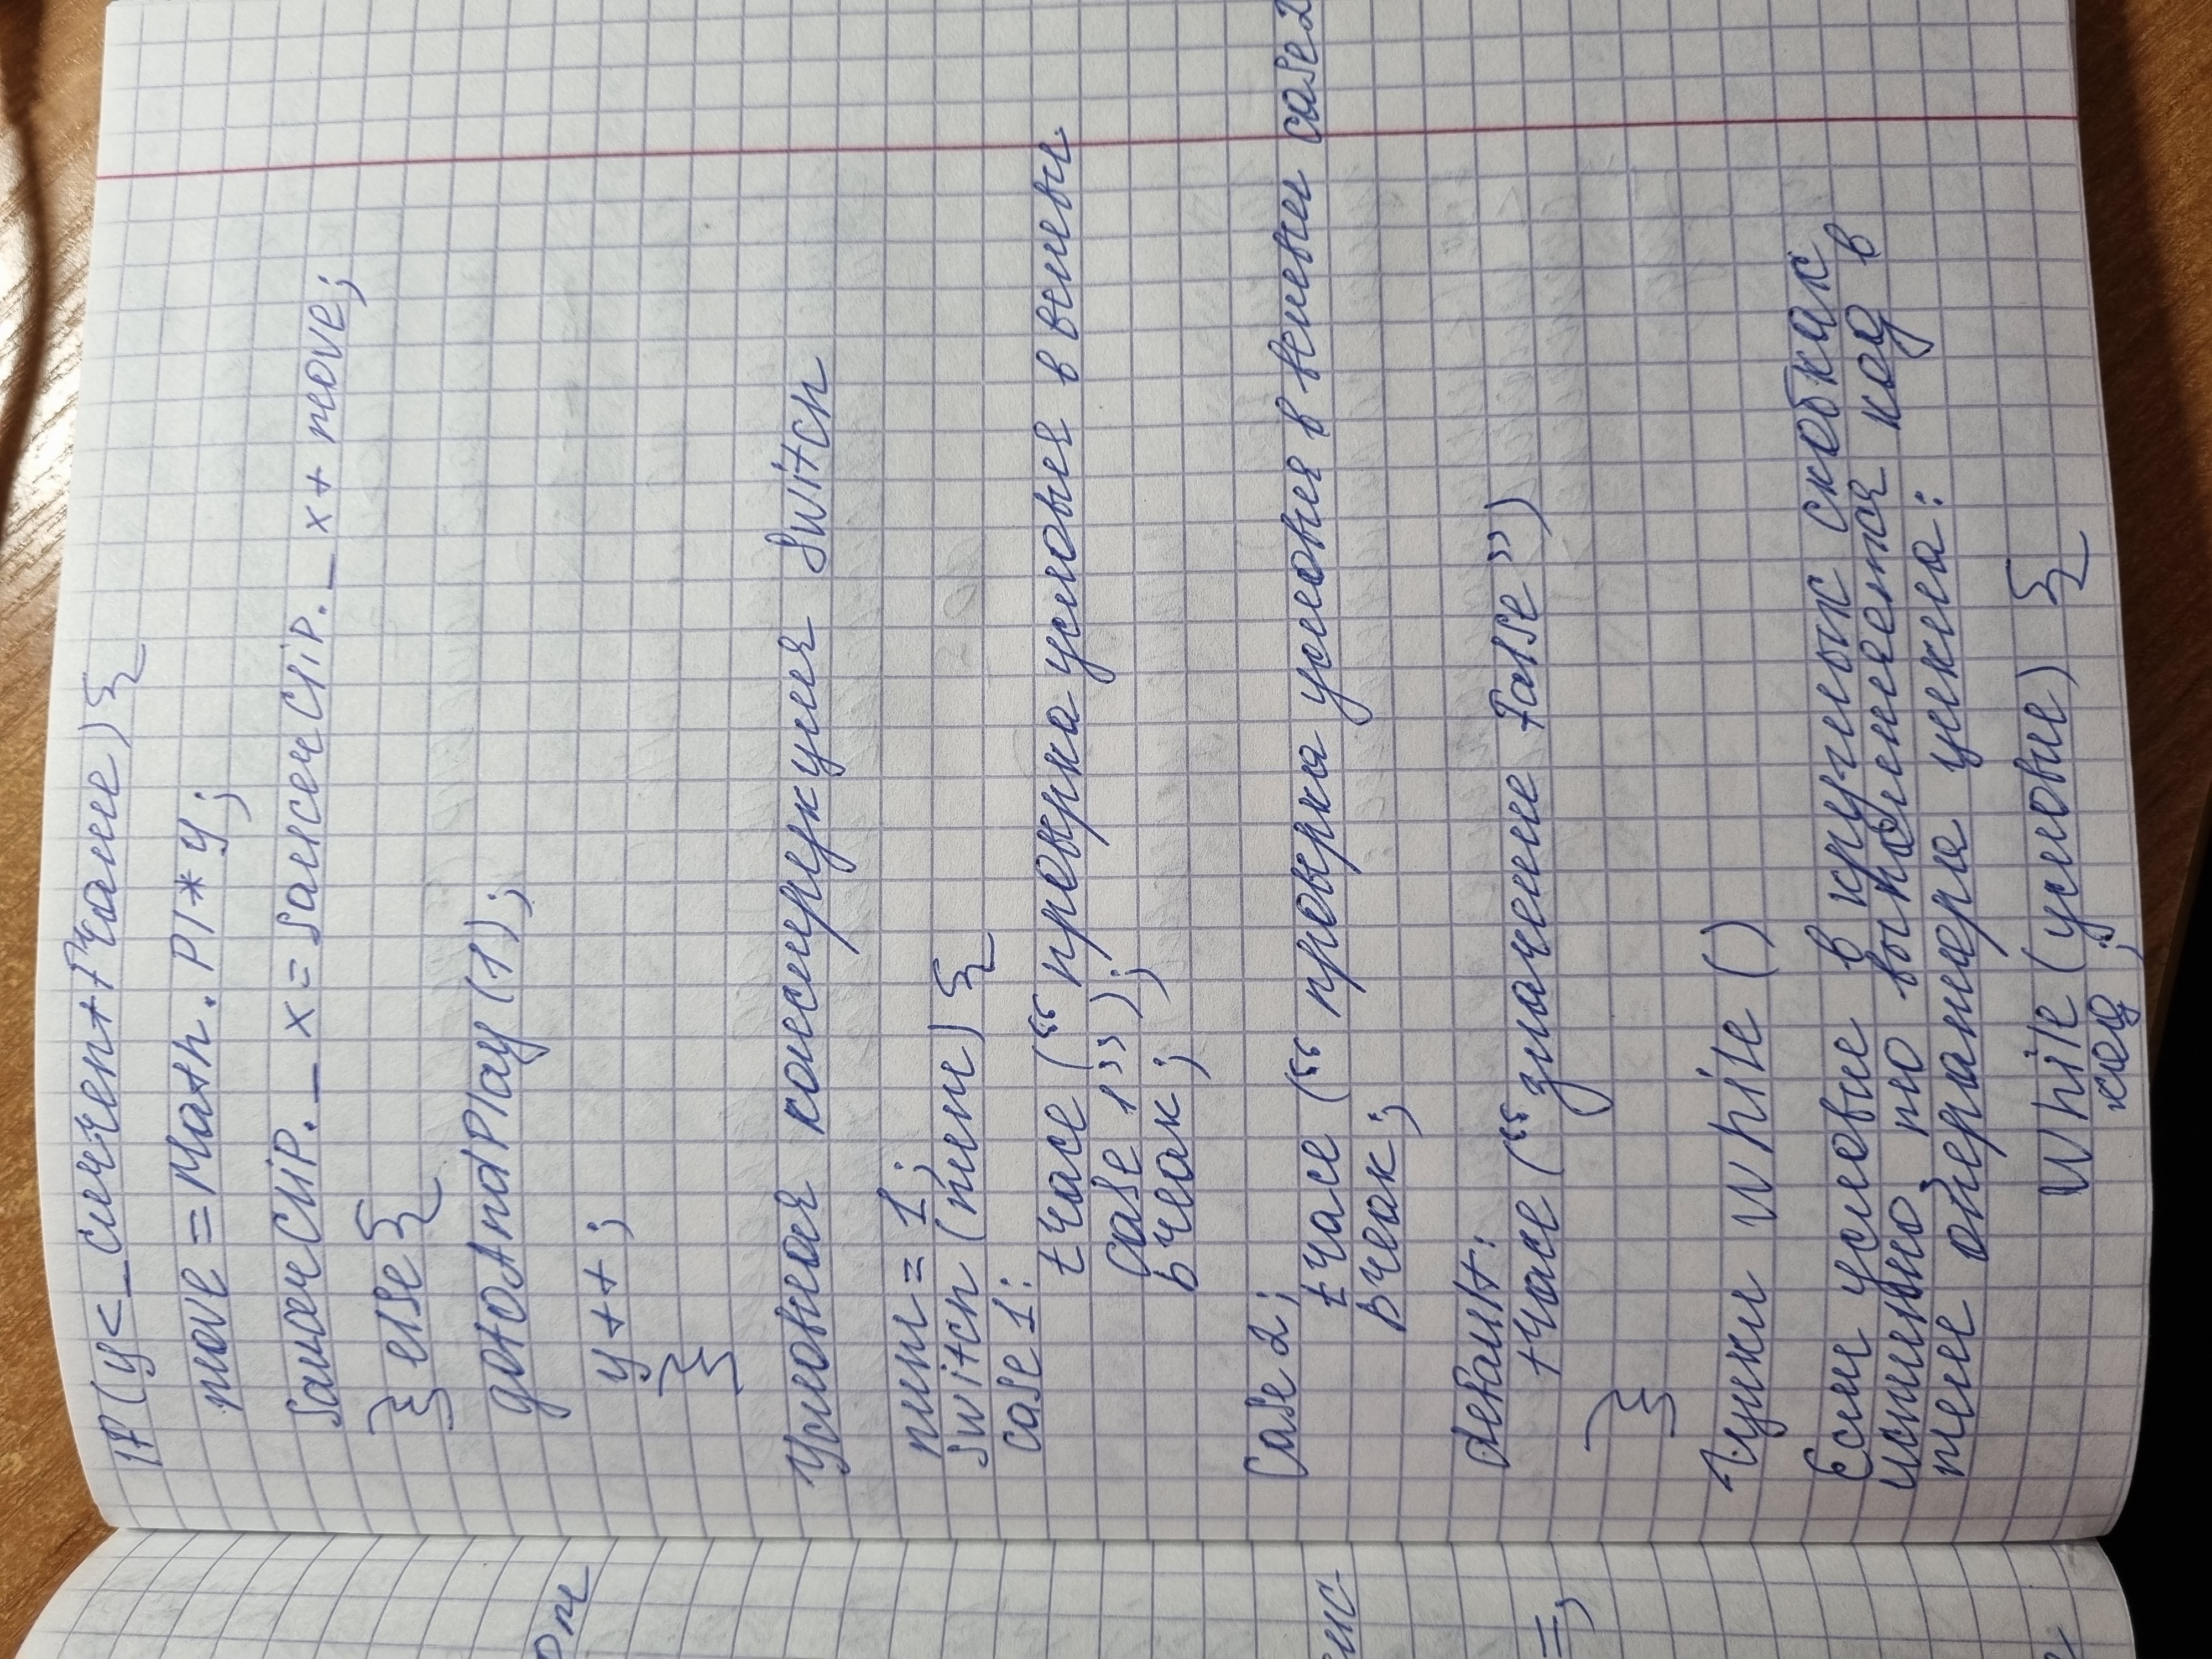 if (y<_currentFrame) {
move = Math. PI * y;
saucerClip. _ x = saucerClip. _ x + move;
} else {
gotoAndPlay (1);
y++;
}
Условная конструкция Switch
num = 1;
switch (num) {
case 1:
trace (“ проверка условия в ветви
case 1”);
break;
Case 2;
trace (“ проверка условия в ветви case 2
break;
default:
trace (“ значение False”)
}
Цикл While ()
Если условие в круглых скобках
истинно, то выполняется код в
теле оператора цикла:
While (условие) {
код ;
ом
ис-
=,